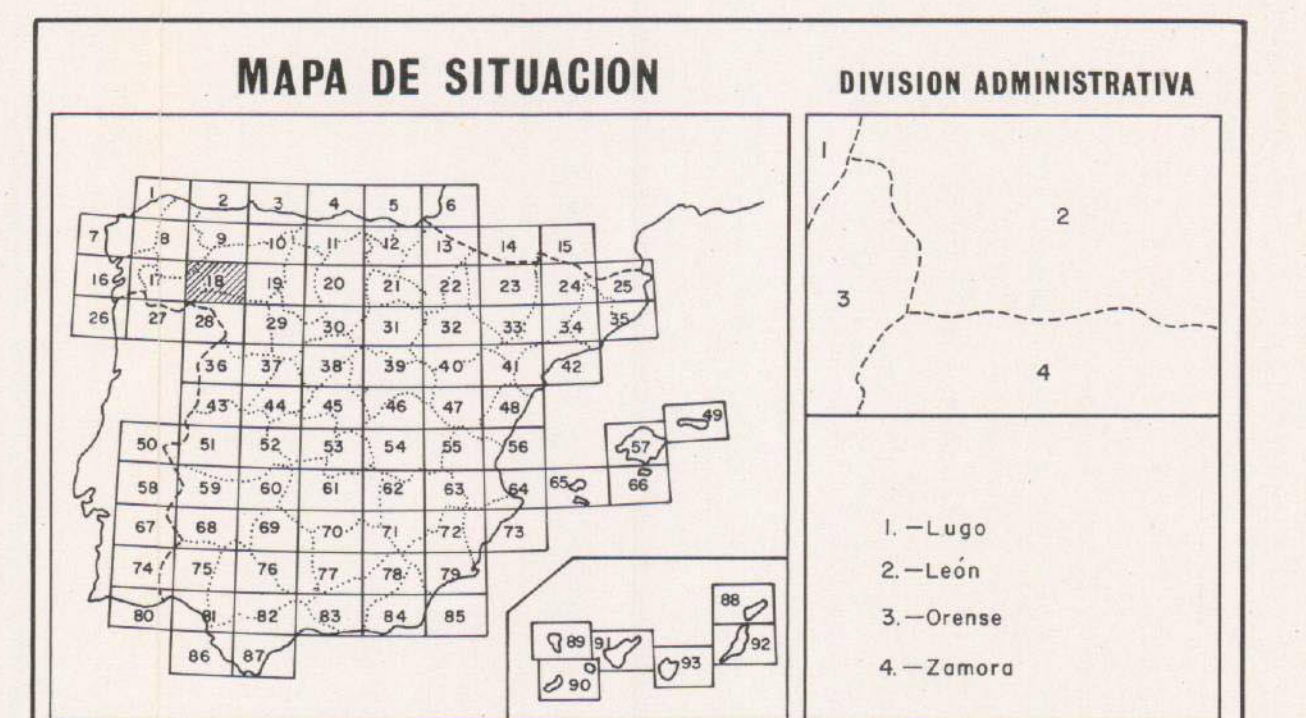 MAPA DE SITUACION
DIVISION ADMINISTRATIVA
1 2 3 4 5 6
7 8 9 10 11 12 13 14 15
16 17 18 19 20 21 22 23 24 25
26 27 28 29 30 31 32 33 34 35
36 37 38 39 40 41 42
43 44 45 46 47 48 49
50 51 52 53 54 55 56 57
58 59 60 61 62 63 64 65 66
67 68 69 70 71 72 73
74 75 76 77 78 79
80 81 82 83 84 85
86 87
88
89 91 92
90 93
1
2
3
4
1.—Lugo
2.—León
3.—Orense
4.—Zamora